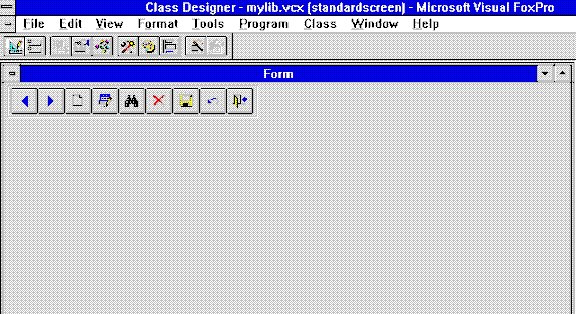 Class Designer - mylib.vcx (standardscreen) - Microsoft Visual FoxPro
File Edit View Format Tools Program Class Window Help
Form